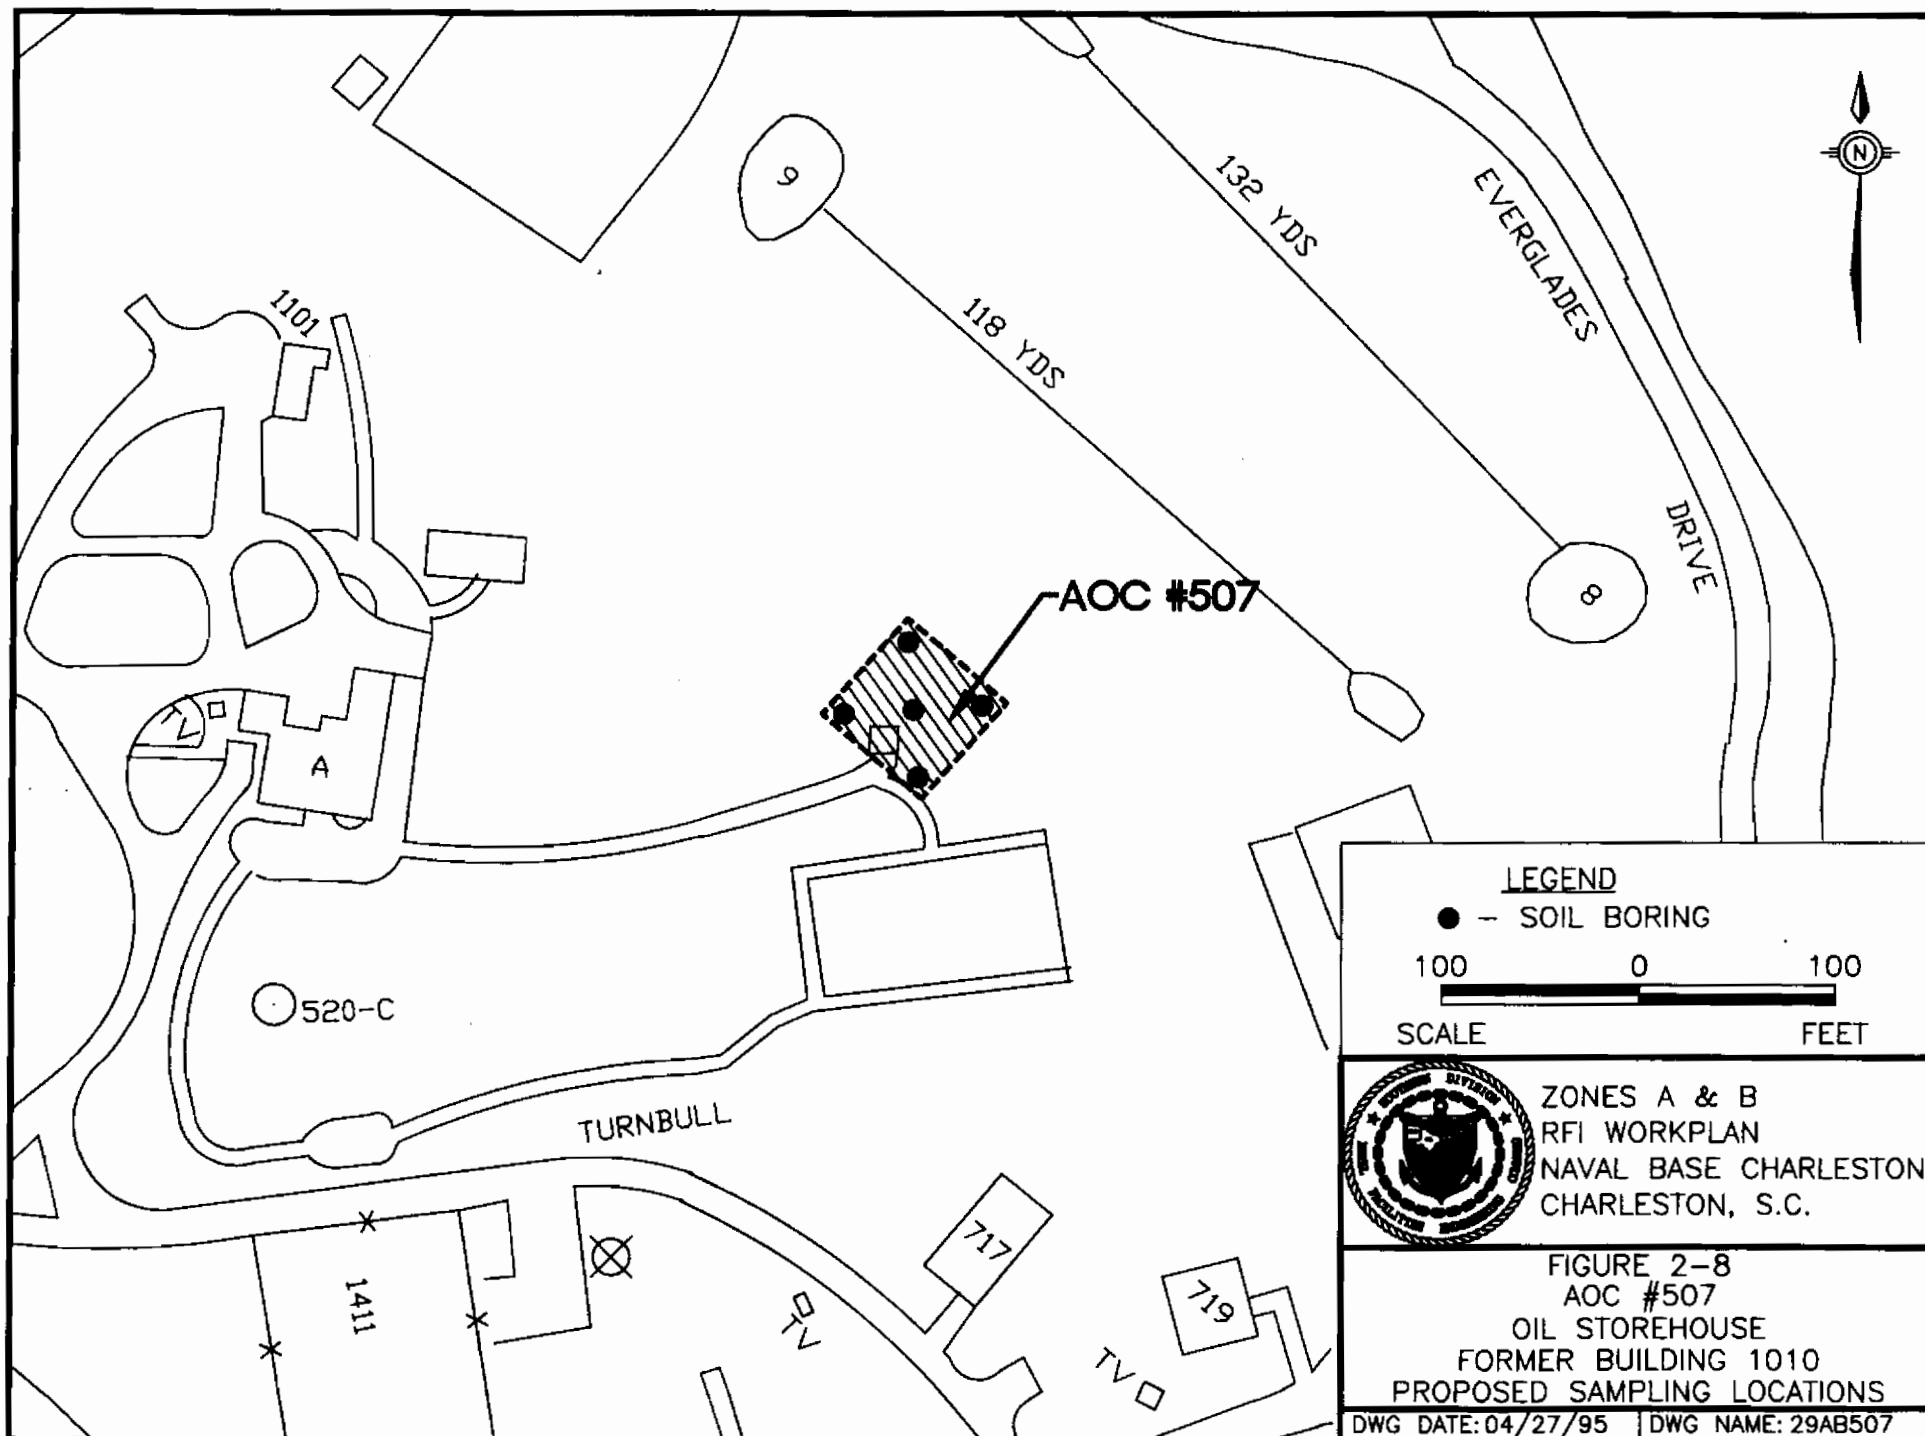 9
132 YDS
EVERGLADES
DRIVE
N
118 YDS
1101
8
AOC #507
A
520-C
TURNBULL
1411
717
719
TV
TV
LEGEND
● - SOIL BORING
100 0 100
SCALE FEET
SOUTHERN DIVISION
ZONES A & B
RFI WORKPLAN
NAVAL BASE CHARLESTON
CHARLESTON, S.C.
FIGURE 2-8
AOC #507
OIL STOREHOUSE
FORMER BUILDING 1010
PROPOSED SAMPLING LOCATIONS
DWG DATE: 04/27/95 DWG NAME: 29AB507